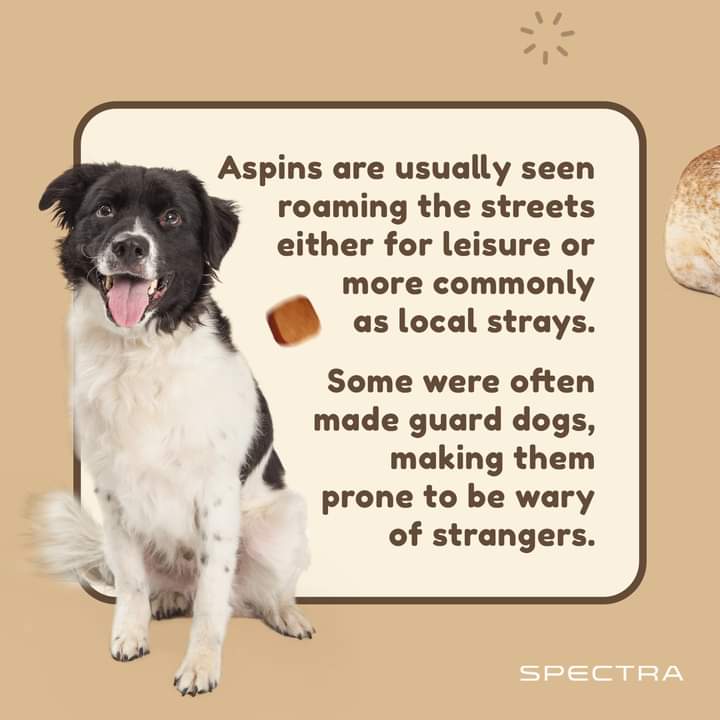 Aspins are usually seen
roaming the streets
either for leisure or
more commonly
as local strays.
Some were often
made guard dogs,
making them
prone to be wary
of strangers.
SPECTRA